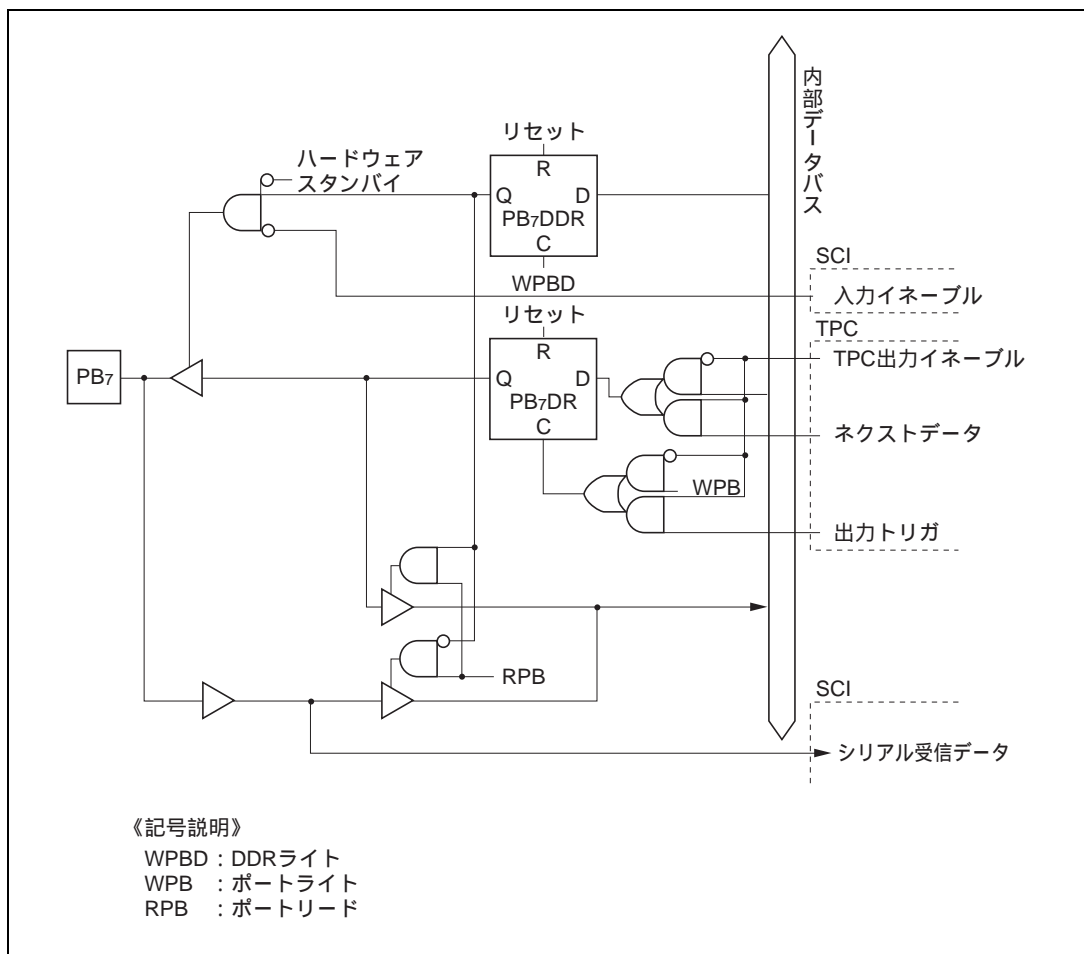 内部データバス
リセット
ハードウェア
スタンバイ
R
Q
D
PB7DDR
C
WPBD
SCI
入力イネーブル
リセット
TPC
R
TPC出力イネーブル
PB7
Q
D
PB7DR
C
ネクストデータ
WPB
出力トリガ
RPB
SCI
シリアル受信データ
《記号説明》
WPBD : DDRライト
WPB : ポートライト
RPB : ポートリード